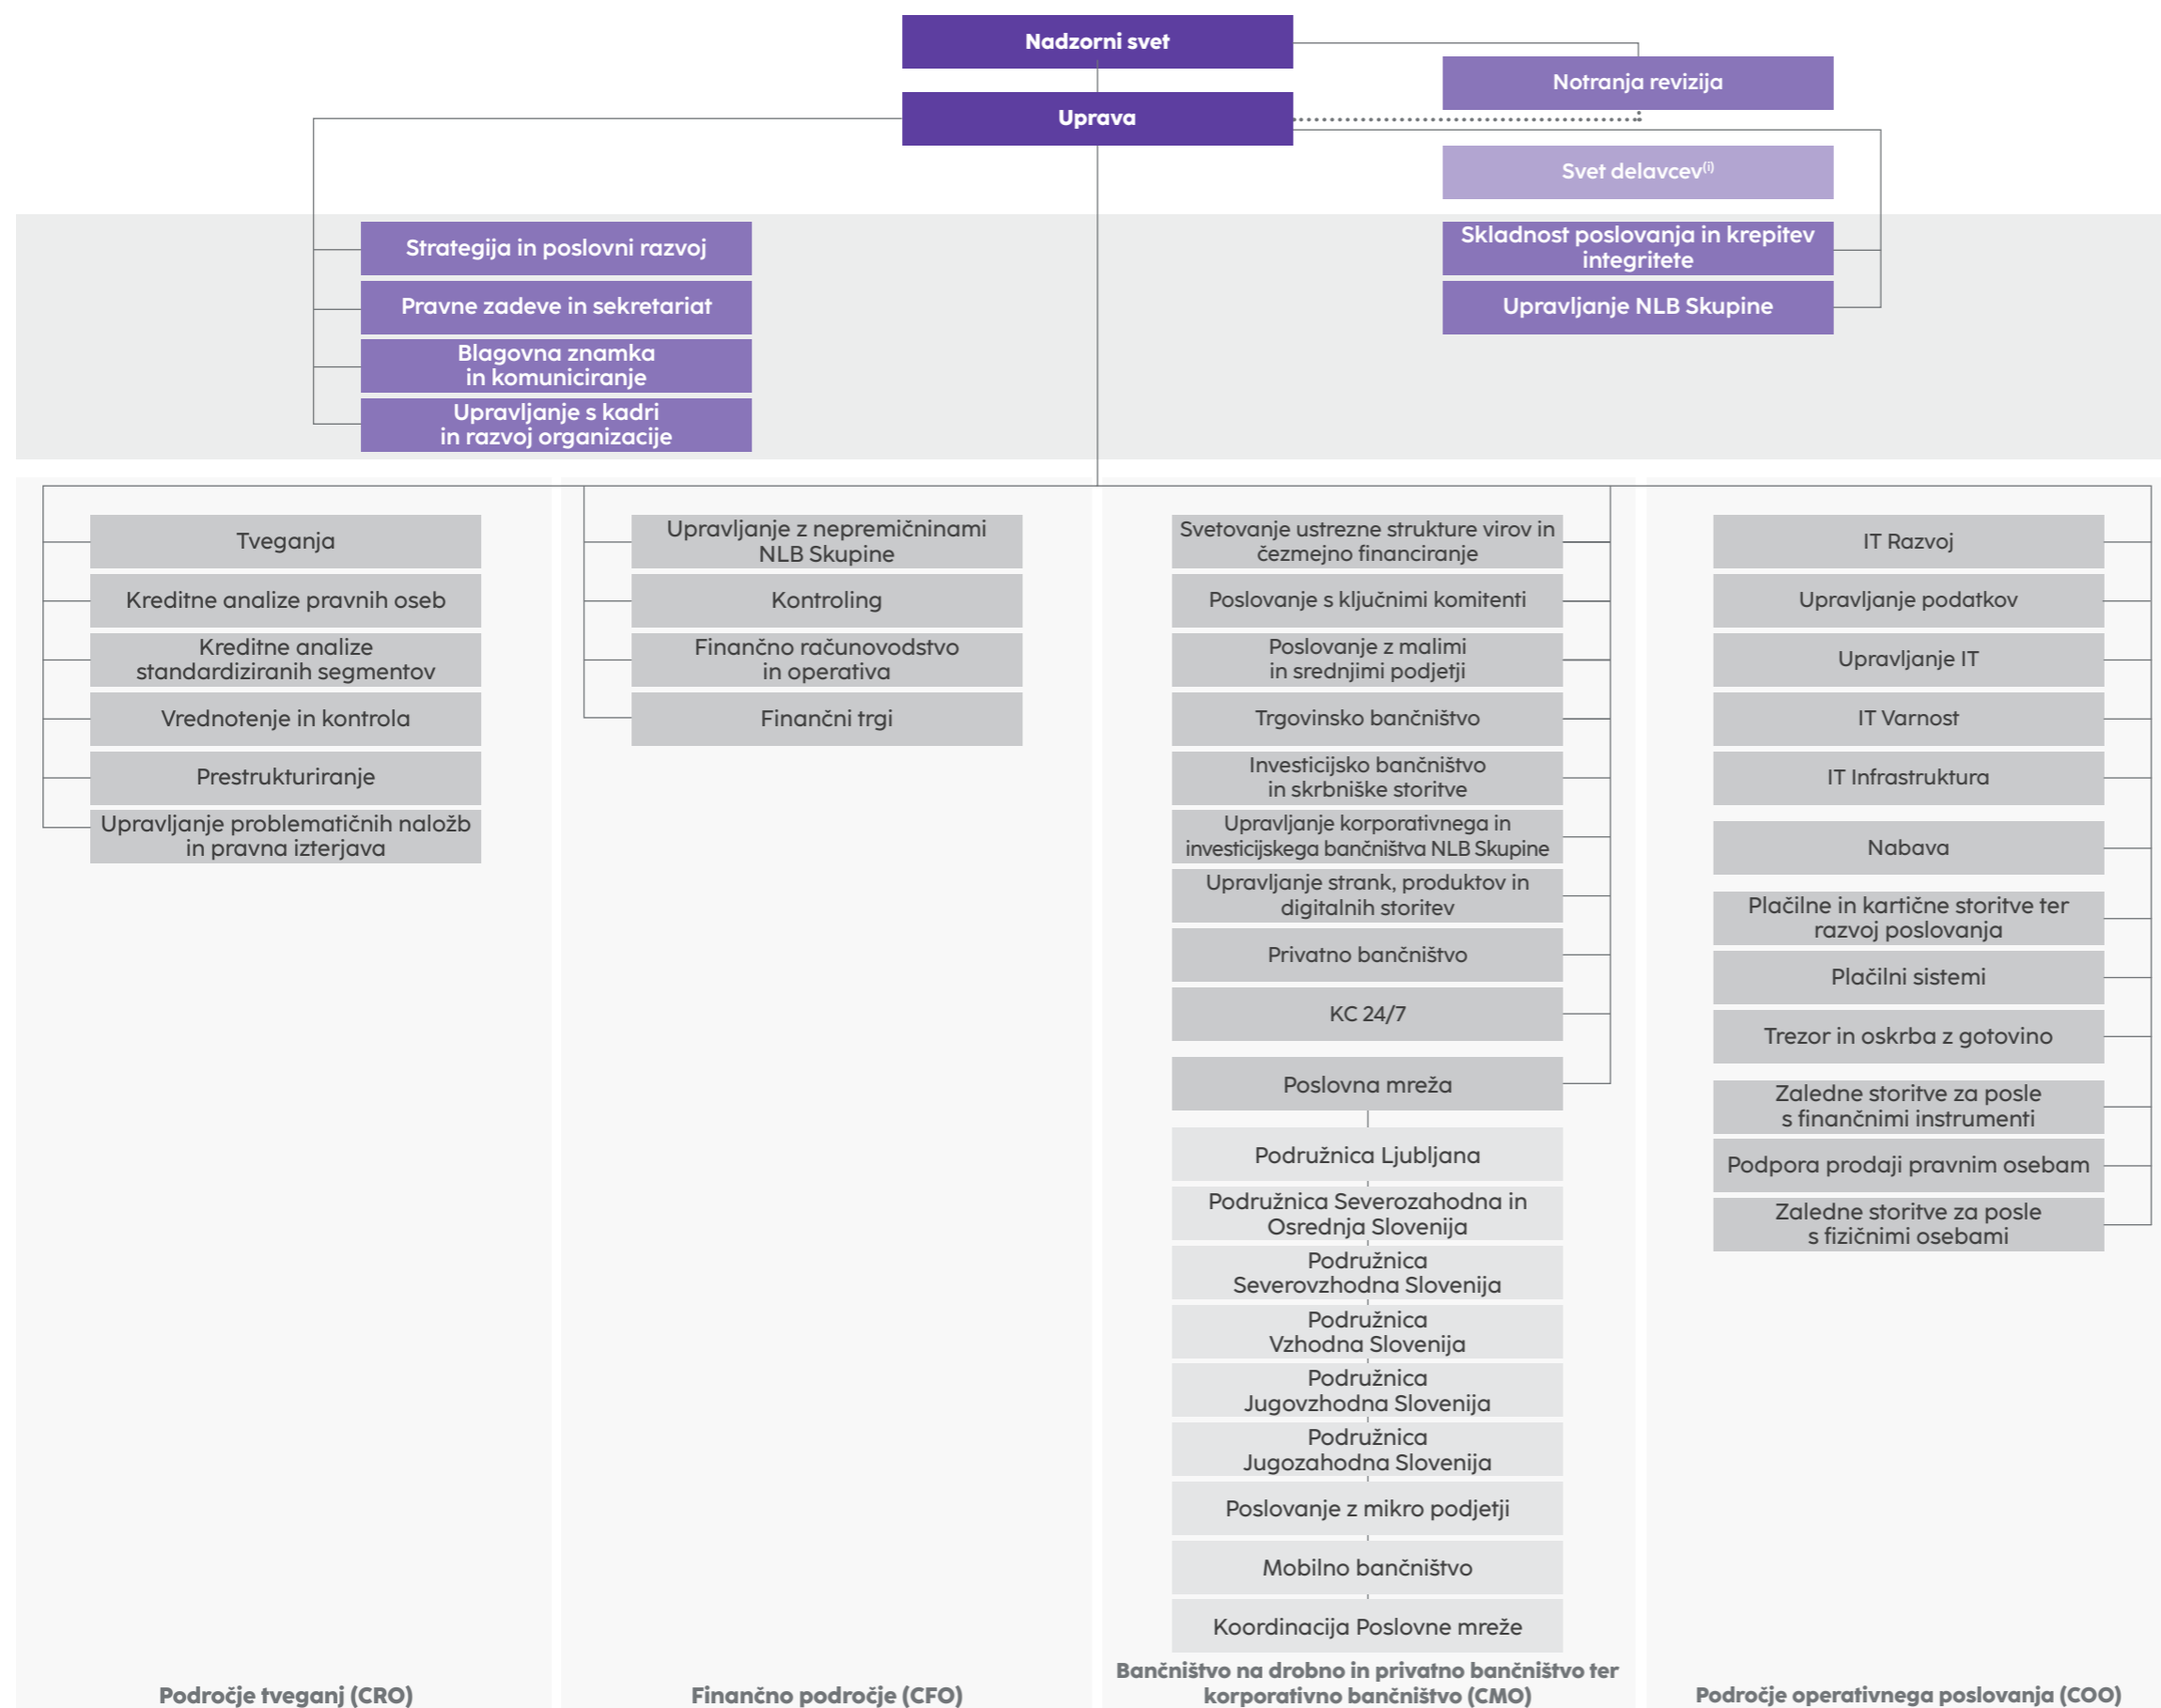 Nadzorni svet
Notranja revizija
Uprava
Svet delavcev(i)
Strategija in poslovni razvoj
Pravne zadeve in sekretariat
Blagovna znamka
in komuniciranje
Upravljanje s kadri
in razvoj organizacije
Skladnost poslovanja in krepitev
integritete
Upravljanje NLB Skupine
Tveganja
Kreditne analize pravnih oseb
Kreditne analize
standardiziranih segmentov
Vrednotenje in kontrola
Prestrukturiranje
Upravljanje problematičnih naložb
in pravna izterjava
Področje tveganj (CRO)
Upravljanje z nepremičninami
NLB Skupine
Kontroling
Finančno računovodstvo
in operativa
Finančni trgi
Finančno področje (CFO)
Svetovanje ustrezne strukture virov in
čezmejno financiranje
Poslovanje s ključnimi komitenti
Poslovanje z malimi
in srednjimi podjetji
Trgovinsko bančništvo
Investicijsko bančništvo
in skrbniške storitve
Upravljanje korporativnega in
investicijskega bančništva NLB Skupine
Upravljanje strank, produktov in
digitalnih storitev
Privatno bančništvo
KC 24/7
Poslovna mreža
Podružnica Ljubljana
Podružnica Severozahodna in
Osrednja Slovenija
Podružnica
Severovzhodna Slovenija
Podružnica
Vzhodna Slovenija
Podružnica
Jugovzhodna Slovenija
Podružnica
Jugozahodna Slovenija
Poslovanje z mikro podjetji
Mobilno bančništvo
Koordinacija Poslovne mreže
Bančništvo na drobno in privatno bančništvo ter
korporativno bančništvo (CMO)
IT Razvoj
Upravljanje podatkov
Upravljanje IT
IT Varnost
IT Infrastruktura
Nabava
Plačilne in kartične storitve ter
razvoj poslovanja
Plačilni sistemi
Trezor in oskrba z gotovino
Zaledne storitve za posle
s finančnimi instrumenti
Podpora prodaji pravnim osebam
Zaledne storitve za posle
s fizičnimi osebami
Področje operativnega poslovanja (COO)